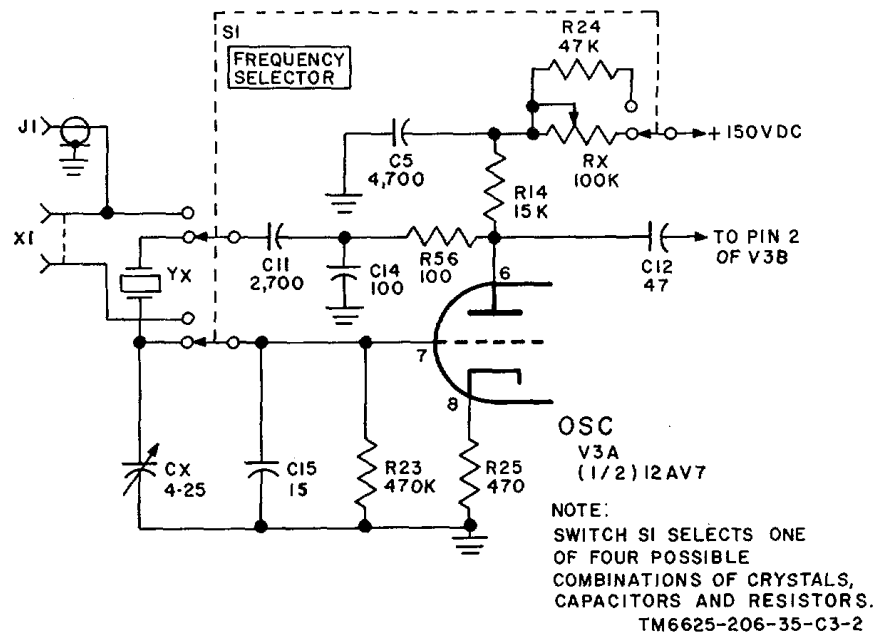 S1
FREQUENCY
SELECTOR
R24
47K
J1
+150VDC
C5
4,700
RX
100K
R14
15K
X1
YX
C11
2,700
C14
100
R56
100
C12
47
TO PIN 2
OF V3B
6
7
8
OSC
V3A
(1/2)12AV7
CX
4-25
C15
15
R23
470K
R25
470
NOTE:
SWITCH S1 SELECTS ONE
OF FOUR POSSIBLE
COMBINATIONS OF CRYSTALS,
CAPACITORS AND RESISTORS.
TM6625-206-35-C3-2